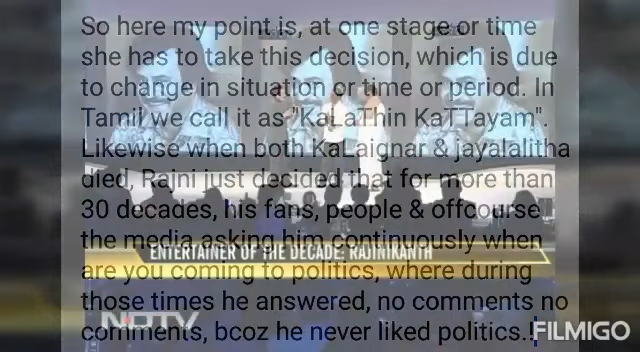 So here my point is, at one stage or time
she has to take this decision, which is due
to change in situation or time or period. In
Tamil we call it as "KaLaThin KaTTayam".
Likewise when both KaLaignar & jayalalitha
died, Rajni just decided that for more than
30 decades, his fans, people & offcourse
the media asking him continuously when
ENTERTAINER OF THE DECADE: RAJINIKANTH
are you coming to politics, where during
those times he answered, no comments no
NDTV
comments, bcoz he never liked politics.!
FILMIGO